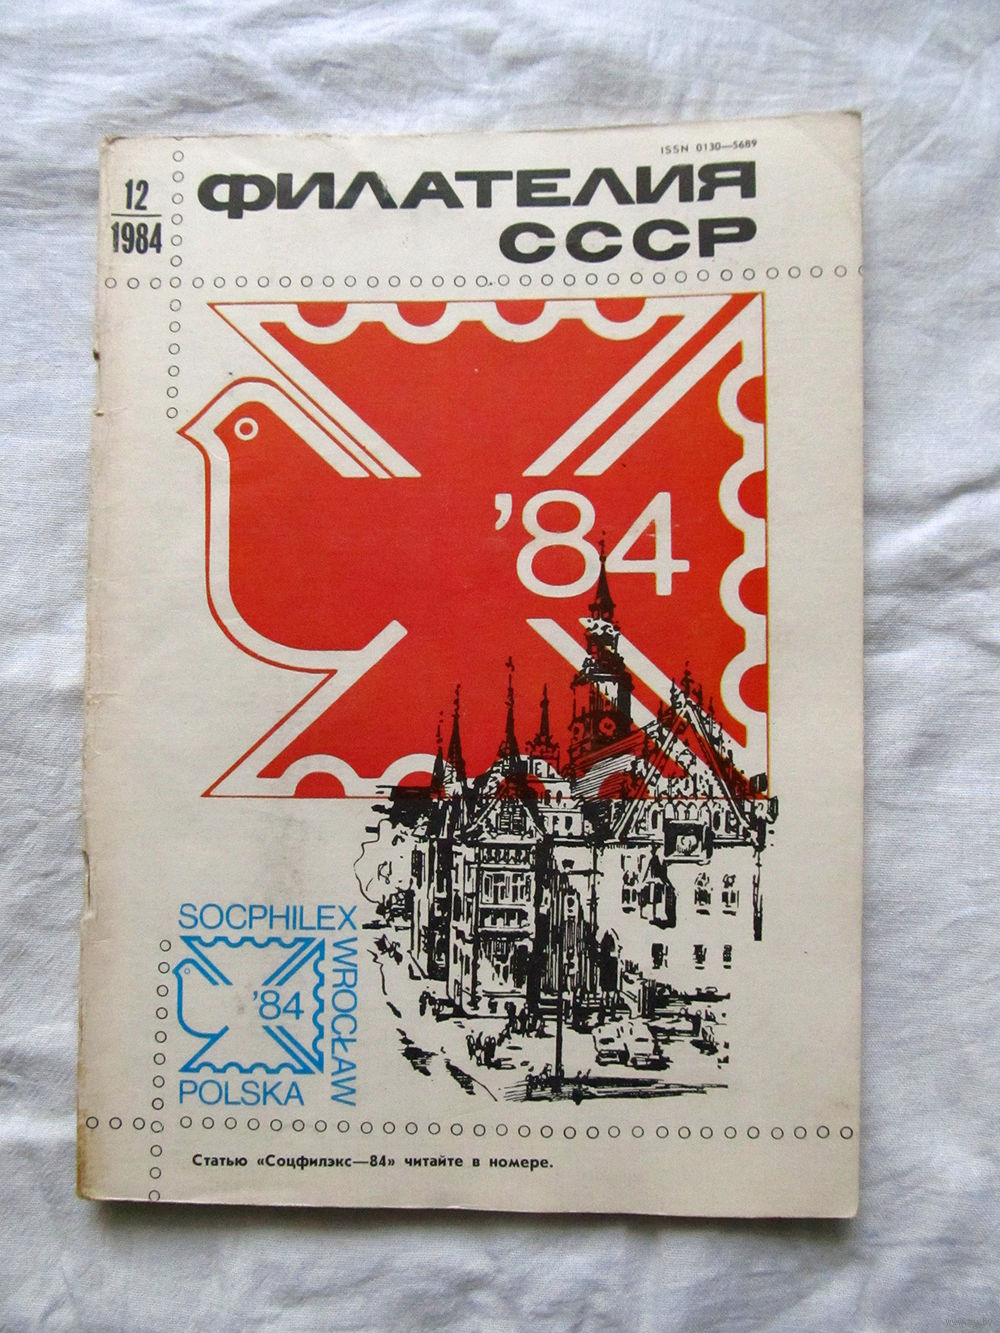 ISSN 0130—5689
12
1984
ФИЛАТЕЛИЯ
СССР
'84
SOCPHILEX
WROCŁAW
'84
POLSKA
Статью «Соцфилэкс—84» читайте в номере.